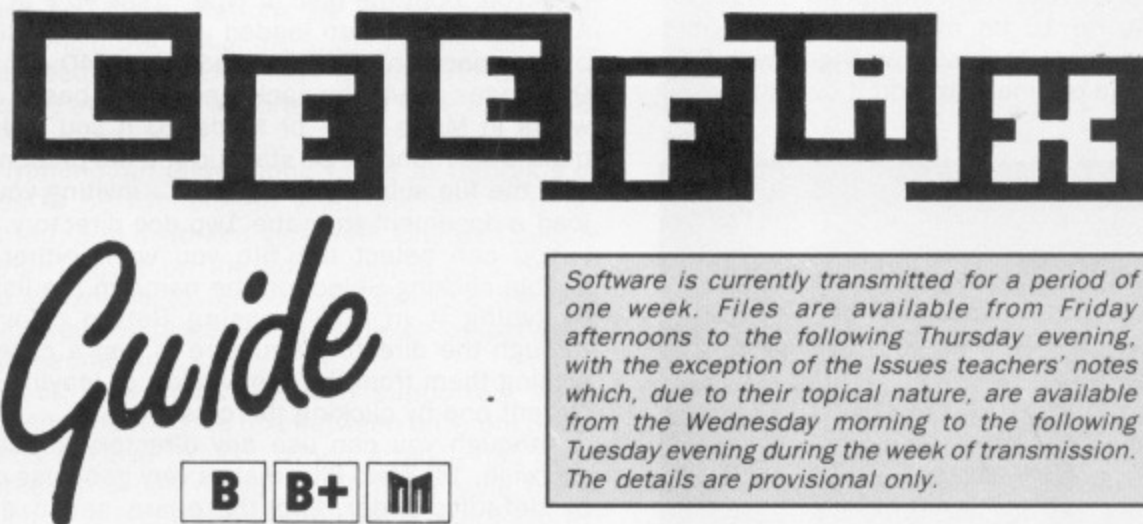 CEEFAX
Guide
B B+ M
Software is currently transmitted for a period of
one week. Files are available from Friday
afternoons to the following Thursday evening,
with the exception of the Issues teachers' notes
which, due to their topical nature, are available
from the Wednesday morning to the following
Tuesday evening during the week of transmission.
The details are provisional only.